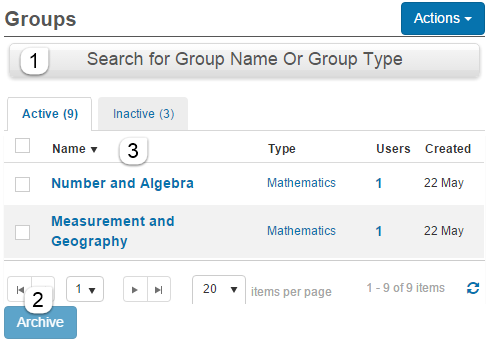 Groups
Actions
1 Search for Group Name Or Group Type
Active (9) Inactive (3)
Name 3 Type Users Created
Number and Algebra Mathematics 1 22 May
Measurement and
Geography Mathematics 1 22 May
2 1 20 items per page 1 - 9 of 9 items
Archive